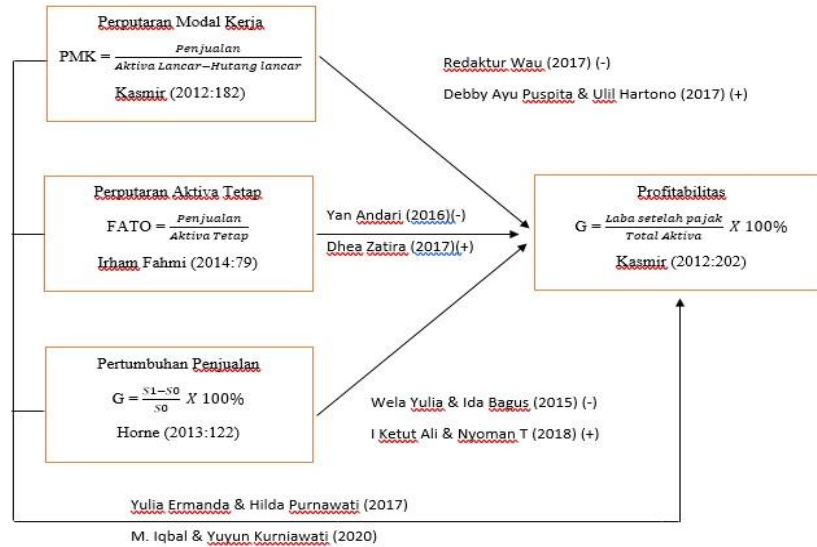 Perputaran Modal Kerja
PMK = Penjualan / Aktiva Lancar−Hutang lancar
Kasmir (2012:182)
Redaktur Wau (2017) (-)
Debby Ayu Puspita & Ulil Hartono (2017) (+)
Perputaran Aktiva Tetap
FATO = Penjualan / Aktiva Tetap
Irham Fahmi (2014:79)
Yan Andari (2016)(-)
Dhea Zatira (2017)(+)
Profitabilitas
G = Laba setelah pajak / Total Aktiva X 100%
Kasmir (2012:202)
Pertumbuhan Penjualan
G = S1−S0 / S0 X 100%
Horne (2013:122)
Wela Yulia & Ida Bagus (2015) (-)
I Ketut Ali & Nyoman T (2018) (+)
Yulia Ermanda & Hilda Purnawati (2017)
M. Iqbal & Yuyun Kurniawati (2020)